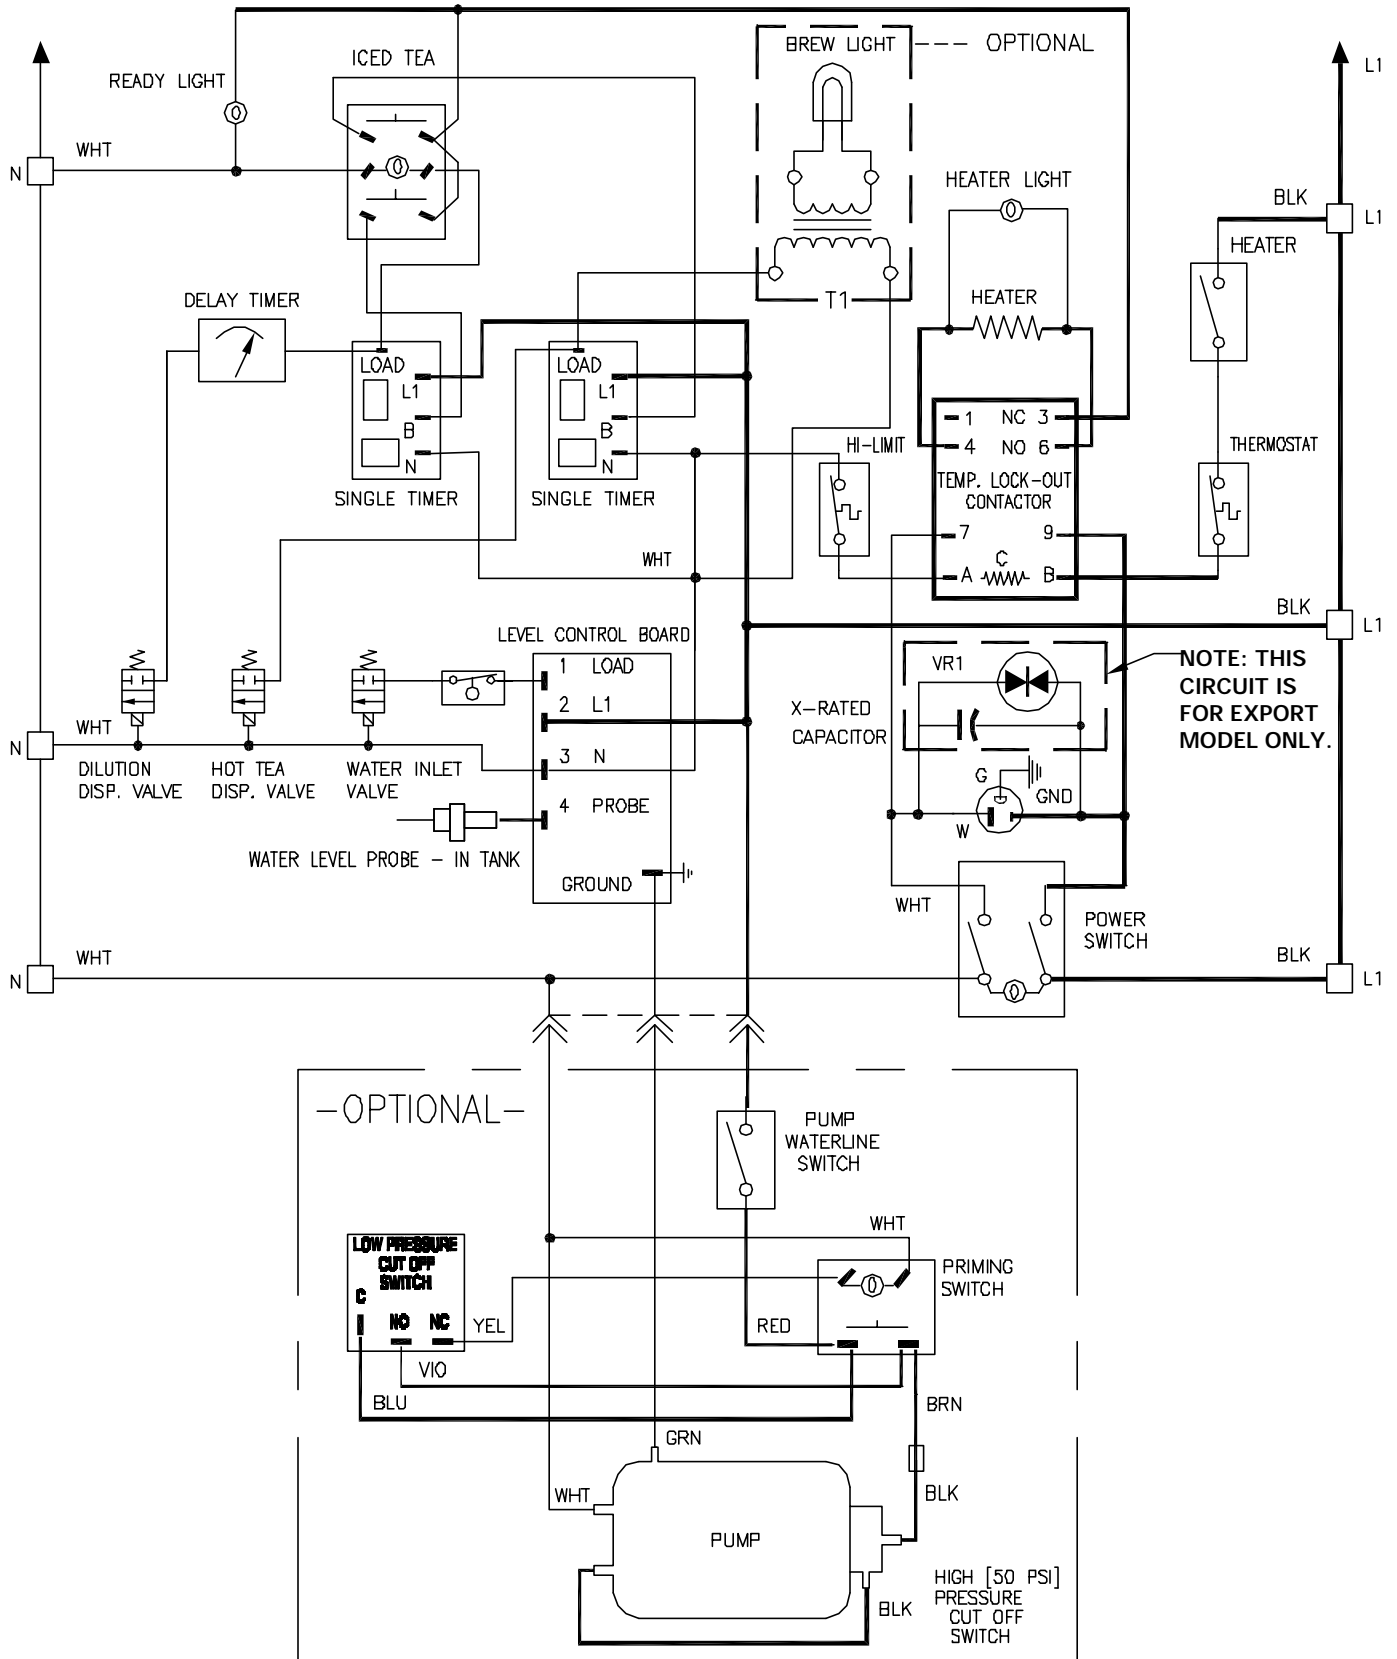 ICED TEA
BREW LIGHT
OPTIONAL
L1
READY LIGHT
WHT
N
HEATER LIGHT
BLK
L1
HEATER
DELAY TIMER
T1
HEATER
LOAD
L1
B
N
SINGLE TIMER
LOAD
L1
B
N
SINGLE TIMER
HI-LIMIT
1 NC 3
4 NO 6
TEMP. LOCK-OUT
CONTACTOR
7 9
C
A B
THERMOSTAT
WHT
BLK
L1
LEVEL CONTROL BOARD
1 LOAD
2 L1
3 N
4 PROBE
GROUND
VR1
X-RATED
CAPACITOR
NOTE: THIS
CIRCUIT IS
FOR EXPORT
MODEL ONLY.
WHT
N
DILUTION
DISP. VALVE
HOT TEA
DISP. VALVE
WATER INLET
VALVE
G
GND
W
WATER LEVEL PROBE - IN TANK
WHT
POWER
SWITCH
WHT
N
BLK
L1
-OPTIONAL-
PUMP
WATERLINE
SWITCH
WHT
LOW PRESSURE
CUT OFF
SWITCH
C
NO NC
YEL
RED
PRIMING
SWITCH
VIO
BLU
BRN
GRN
WHT
BLK
PUMP
BLK
HIGH [50 PSI]
PRESSURE
CUT OFF
SWITCH